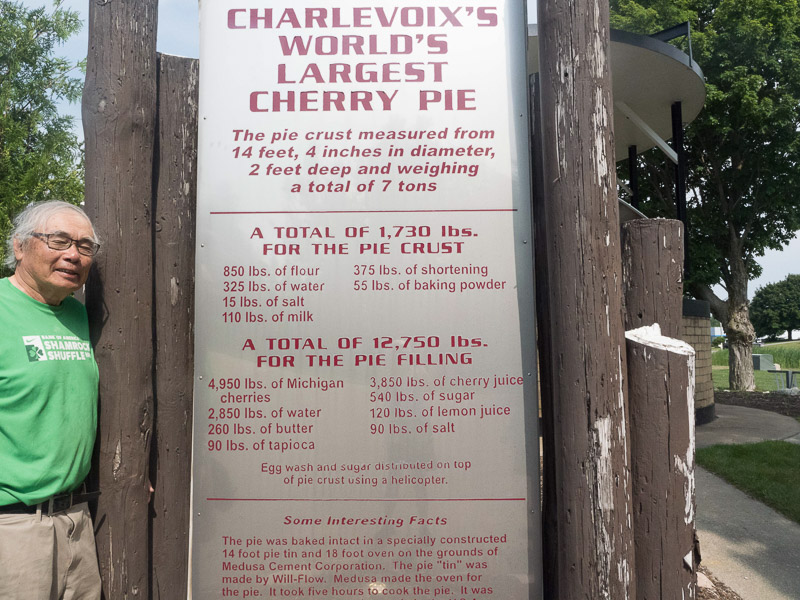 CHARLEVOIX'S
WORLD'S
LARGEST
CHERRY PIE
The pie crust measured from
14 feet, 4 inches in diameter,
2 feet deep and weighing
a total of 7 tons
A TOTAL OF 1,730 lbs.
FOR THE PIE CRUST
850 lbs. of flour
325 lbs. of water
15 lbs. of salt
110 lbs. of milk
375 lbs. of shortening
55 lbs. of baking powder
A TOTAL OF 12,750 lbs.
FOR THE PIE FILLING
4,950 lbs. of Michigan
cherries
2,850 lbs. of water
260 lbs. of butter
90 lbs. of tapioca
3,850 lbs. of cherry juice
540 lbs. of sugar
120 lbs. of lemon juice
90 lbs. of salt
Egg wash and sugar distributed on top
of pie crust using a helicopter.
Some Interesting Facts
The pie was baked intact in a specially constructed
14 foot pie tin and 18 foot oven on the grounds of
Medusa Cement Corporation. The pie "tin" was
made by Will-Flow. Medusa made the oven for
the pie. It took five hours to cook the pie. It was
BANK OF AMERICA
SHAMROCK
SHUFFLE